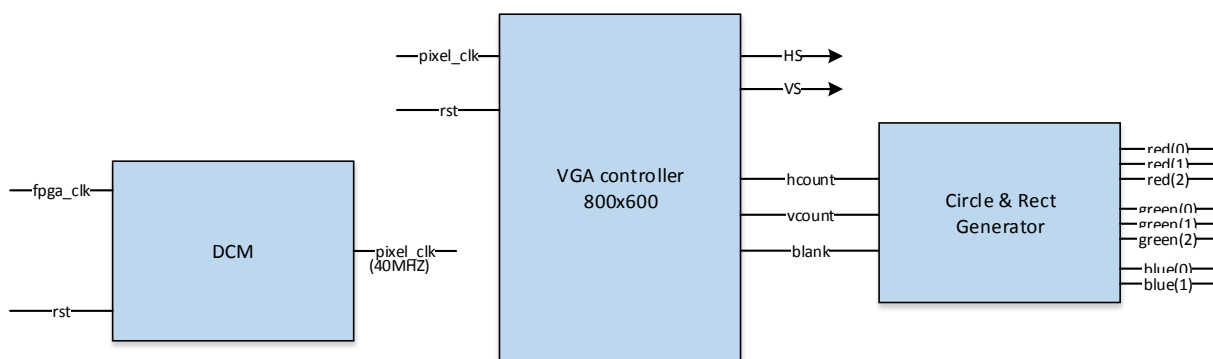 fpga_clk
rst
DCM
pixel_clk
(40MHZ)
pixel_clk
rst
VGA controller
800x600
HS
VS
hcount
vcount
blank
Circle & Rect
Generator
red(0)
red(1)
red(2)
green(0)
green(1)
green(2)
blue(0)
blue(1)